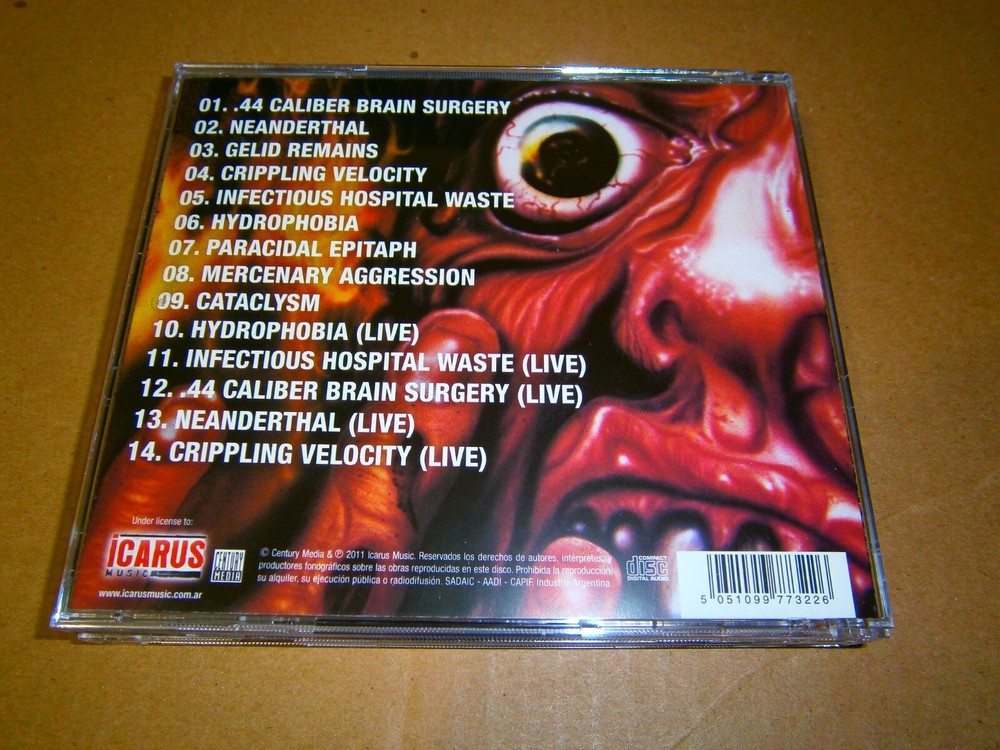 01. .44 CALIBER BRAIN SURGERY
02. NEANDERTHAL
03. GELID REMAINS
04. CRIPPLING VELOCITY
05. INFECTIOUS HOSPITAL WASTE
06. HYDROPHOBIA
07. PARACIDAL EPITAPH
08. MERCENARY AGGRESSION
09. CATACLYSM
10. HYDROPHOBIA (LIVE)
11. INFECTIOUS HOSPITAL WASTE (LIVE)
12. .44 CALIBER BRAIN SURGERY (LIVE)
13. NEANDERTHAL (LIVE)
14. CRIPPLING VELOCITY (LIVE)
Under license to:
iCARUS
MUSIC
www.icarusmusic.com.ar
CENTURY
MEDIA
© Century Media & ℗ 2011 Icarus Music. Reservados los derechos de autores, intérpretes y
productores fonográficos sobre las obras reproducidas en este disco. Prohibida la reproducción,
su alquiler, su ejecución pública o radiodifusión. SADAIC - AADI - CAPIF. Industria Argentina.
COMPACT
disc
DIGITAL AUDIO
5 051099 773226